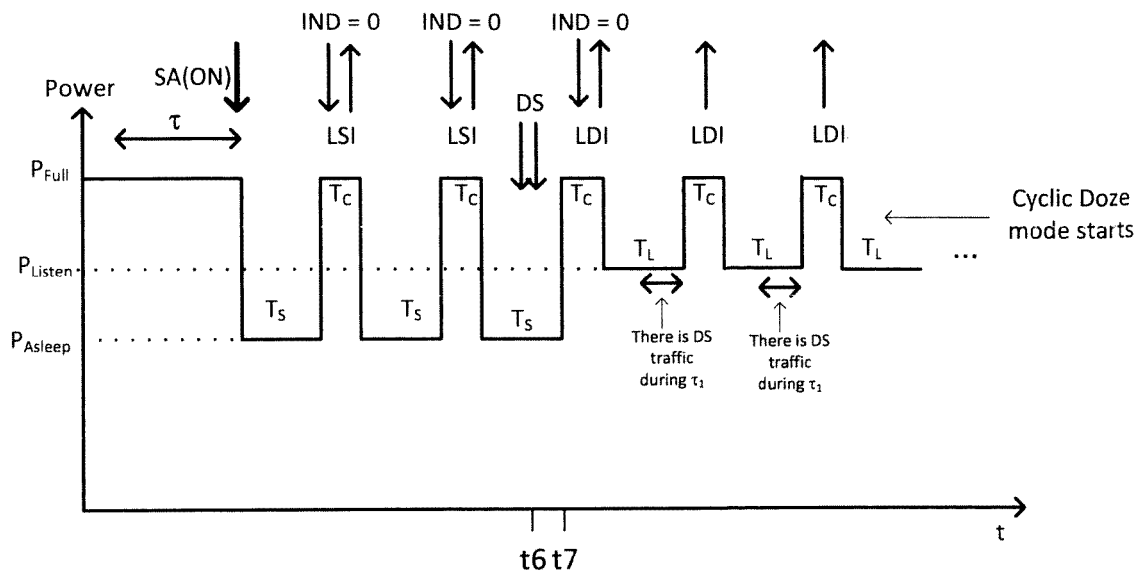 IND = 0 IND = 0 IND = 0
SA(ON)
DS
Power
τ
LSI LSI LDI LDI LDI
P_Full
T_C T_C T_C T_C T_C
Cyclic Doze
mode starts
P_Listen
T_L T_L T_L ...
T_S T_S T_S
P_Asleep
There is DS
traffic
during τ₁
There is DS
traffic
during τ₁
t
t6 t7